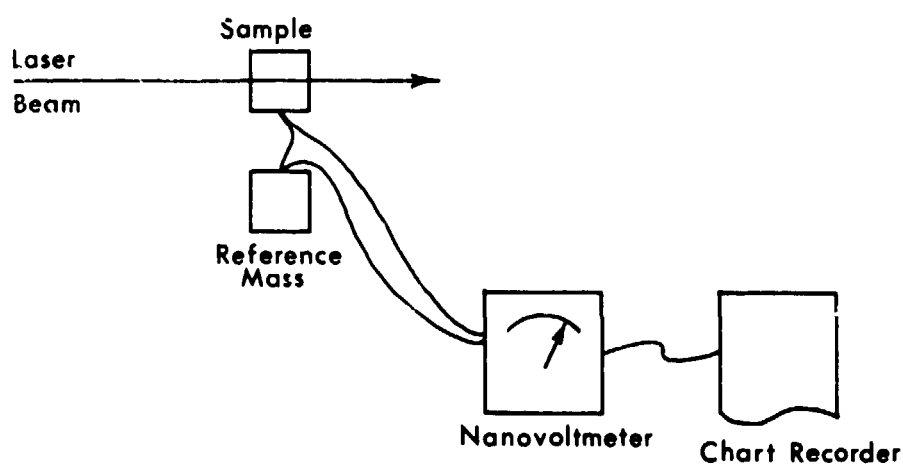 Sample
Laser
Beam
Reference
Mass
Nanovoltmeter
Chart Recorder